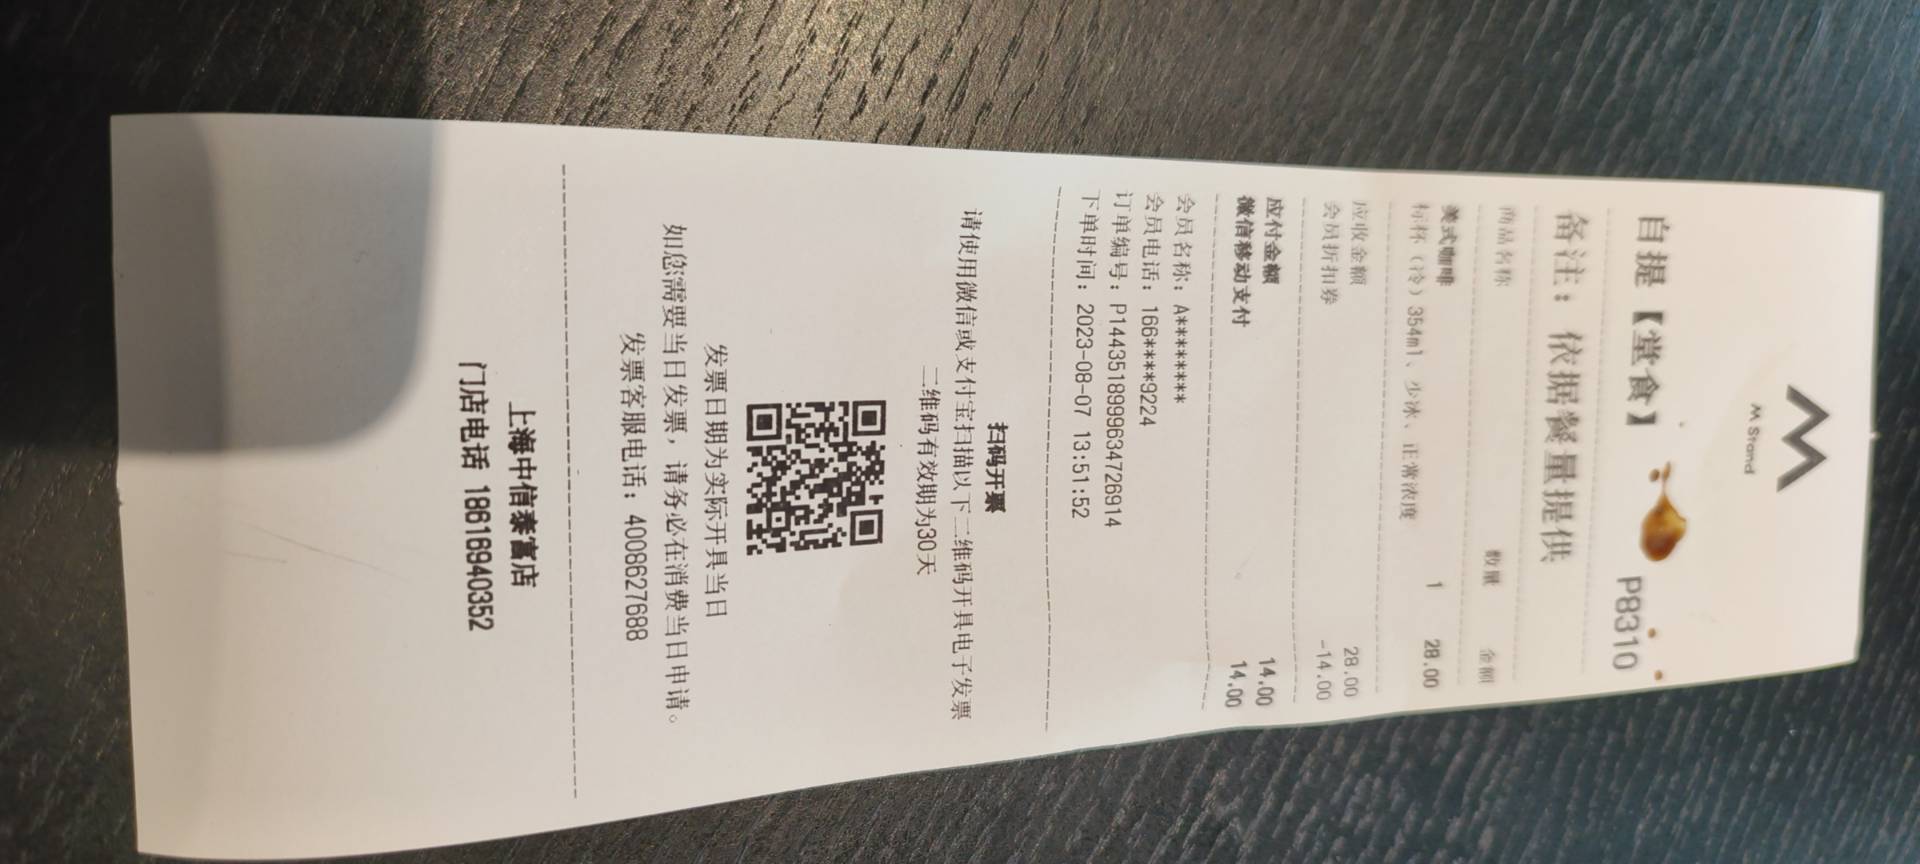 M Stand
自提【堂食】 P8310
备注：依据餐量提供
商品名称 数量 金额
美式咖啡 1 28.00
标杯（冷）354ml、少冰、正常浓度
应收金额 28.00
会员折扣券 -14.00
应付金额 14.00
微信移动支付 14.00
会员名称：A********
会员电话：166****9224
订单编号：P1443518999634726914
下单时间：2023-08-07 13:51:52
扫码开票
请使用微信或支付宝扫描以下二维码开具电子发票
二维码有效期为30天
发票日期为实际开具当日
如您需要当日发票，请务必在消费当日申请。
发票客服电话：4008627688
上海中信泰富店
门店电话 18616940352